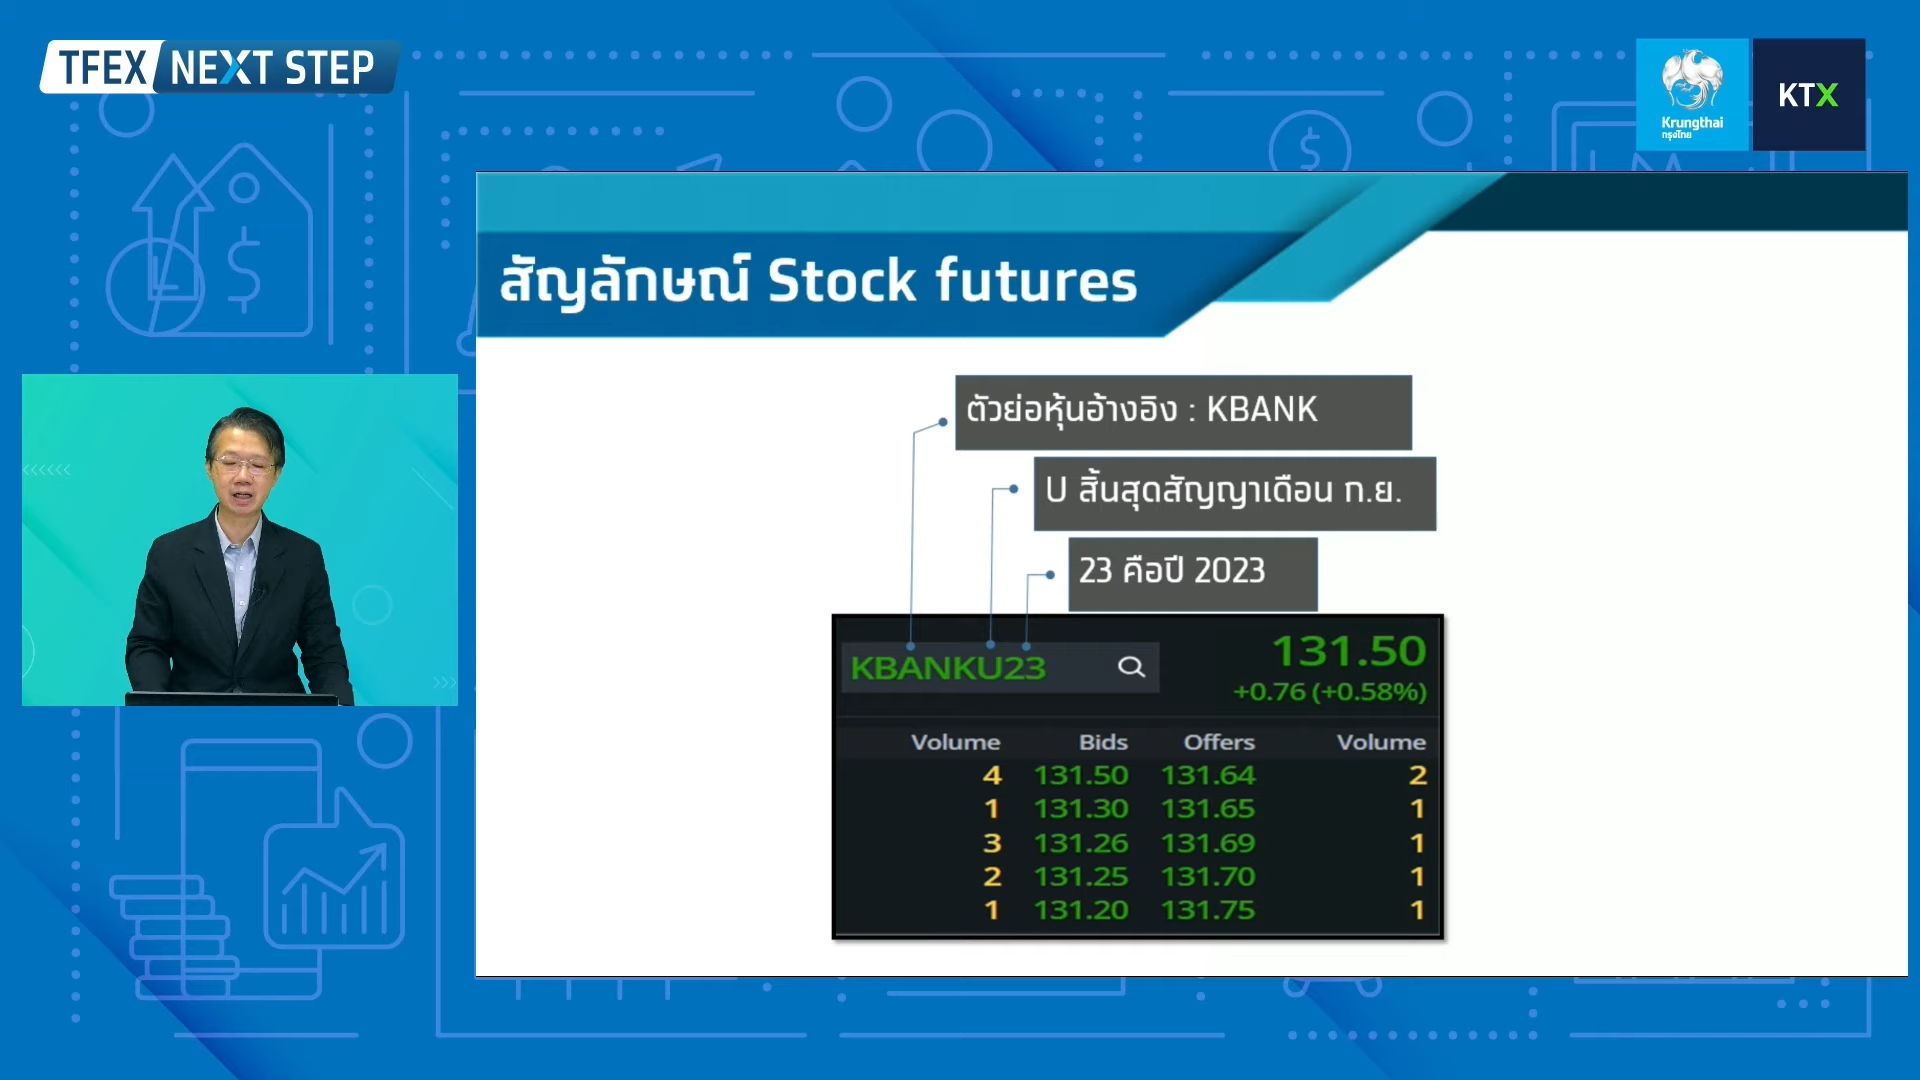 TFEX NEXT STEP
Krungthai
กรุงไทย
KTX
สัญลักษณ์ Stock futures
ตัวย่อหุ้นอ้างอิง : KBANK
U สิ้นสุดสัญญาเดือน ก.ย.
23 คือปี 2023
KBANKU23
131.50
+0.76 (+0.58%)
Volume Bids Offers Volume
4 131.50 131.64 2
1 131.30 131.65 1
3 131.26 131.69 1
2 131.25 131.70 1
1 131.20 131.75 1